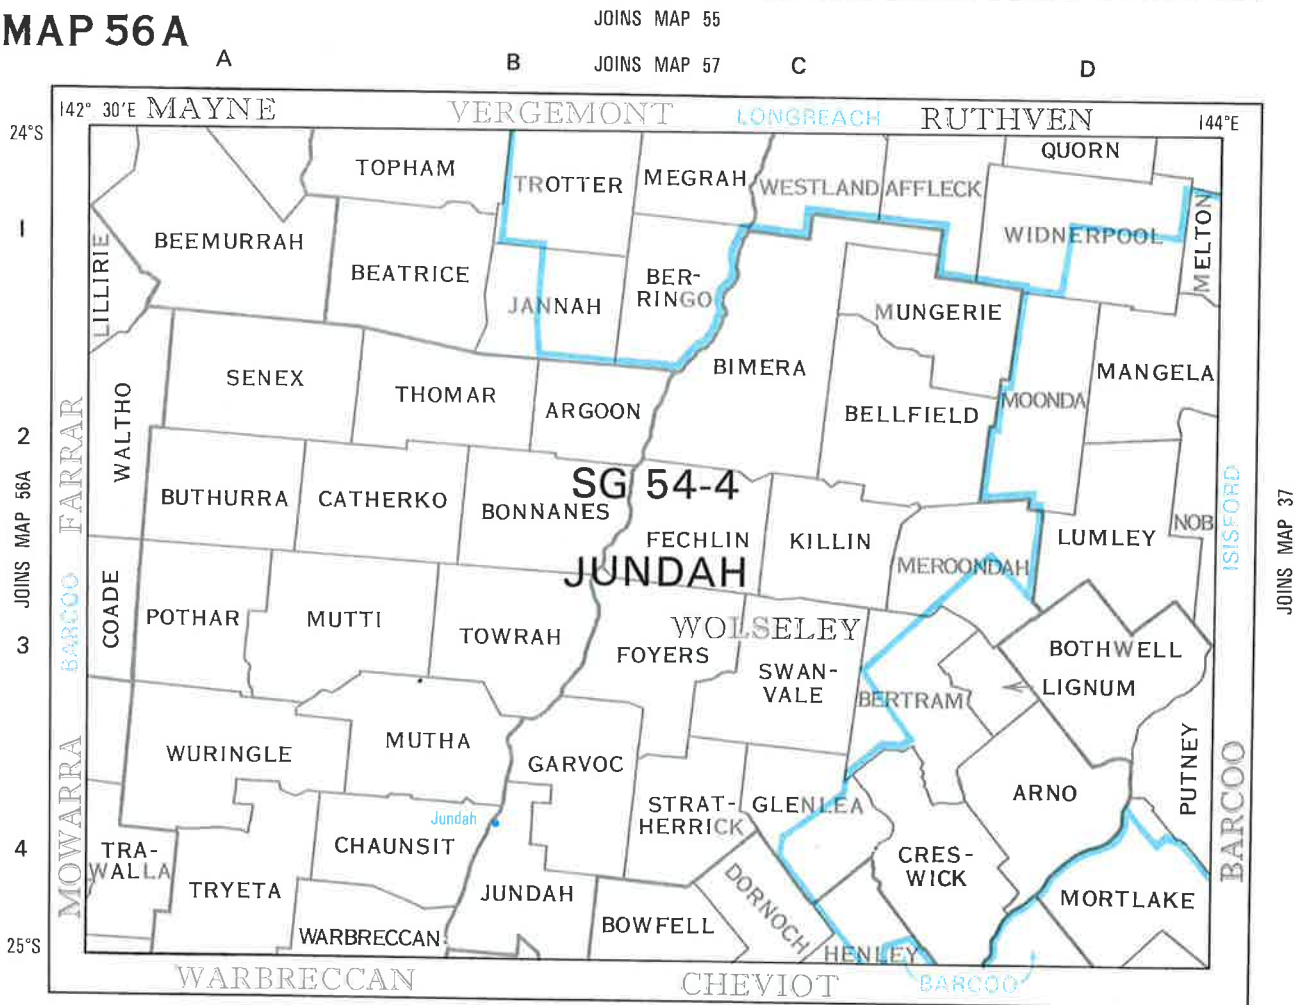 MAP 56A
JOINS MAP 55
A
B
JOINS MAP 57
C
D
142° 30'E
MAYNE
VERGEMONT
LONGREACH
RUTHVEN
144°E
24°S
QUORN
TOPHAM
TROTTER
MEGRAH
WESTLAND
AFFLECK
1
LILLIRIE
BEEMURRAH
BEATRICE
JANNAH
BER-
RINGO
WIDNERPOOL
MELTON
MUNGERIE
BIMERA
MANGELA
SENEX
THOMAR
ARGOON
BELLFIELD
MOONDA
2
FARRAR
WALTHO
SG 54-4
BUTHURRA
CATHERKO
BONNANES
FECHLIN
KILLIN
LUMLEY
NOB
ISISFORD
JOINS MAP 56A
JOINS MAP 37
JUNDAH
MEROONDAH
3
BARCOO
COADE
POTHAR
MUTTI
TOWRAH
WOLSELEY
FOYERS
SWAN-
VALE
BOTHWELL
LIGNUM
BERTRAM
WURINGLE
MUTHA
GARVOC
PUTNEY
BARCOO
MOWARRA
STRAT-
HERRICK
GLENLEA
ARNO
Jundah
4
TRA-
WALLA
CHAUNSIT
CRES-
WICK
TRYETA
JUNDAH
DORNOCH
MORTLAKE
WARBRECCAN
BOWFELL
HENLEY
25°S
WARBRECCAN
CHEVIOT
BARCOO